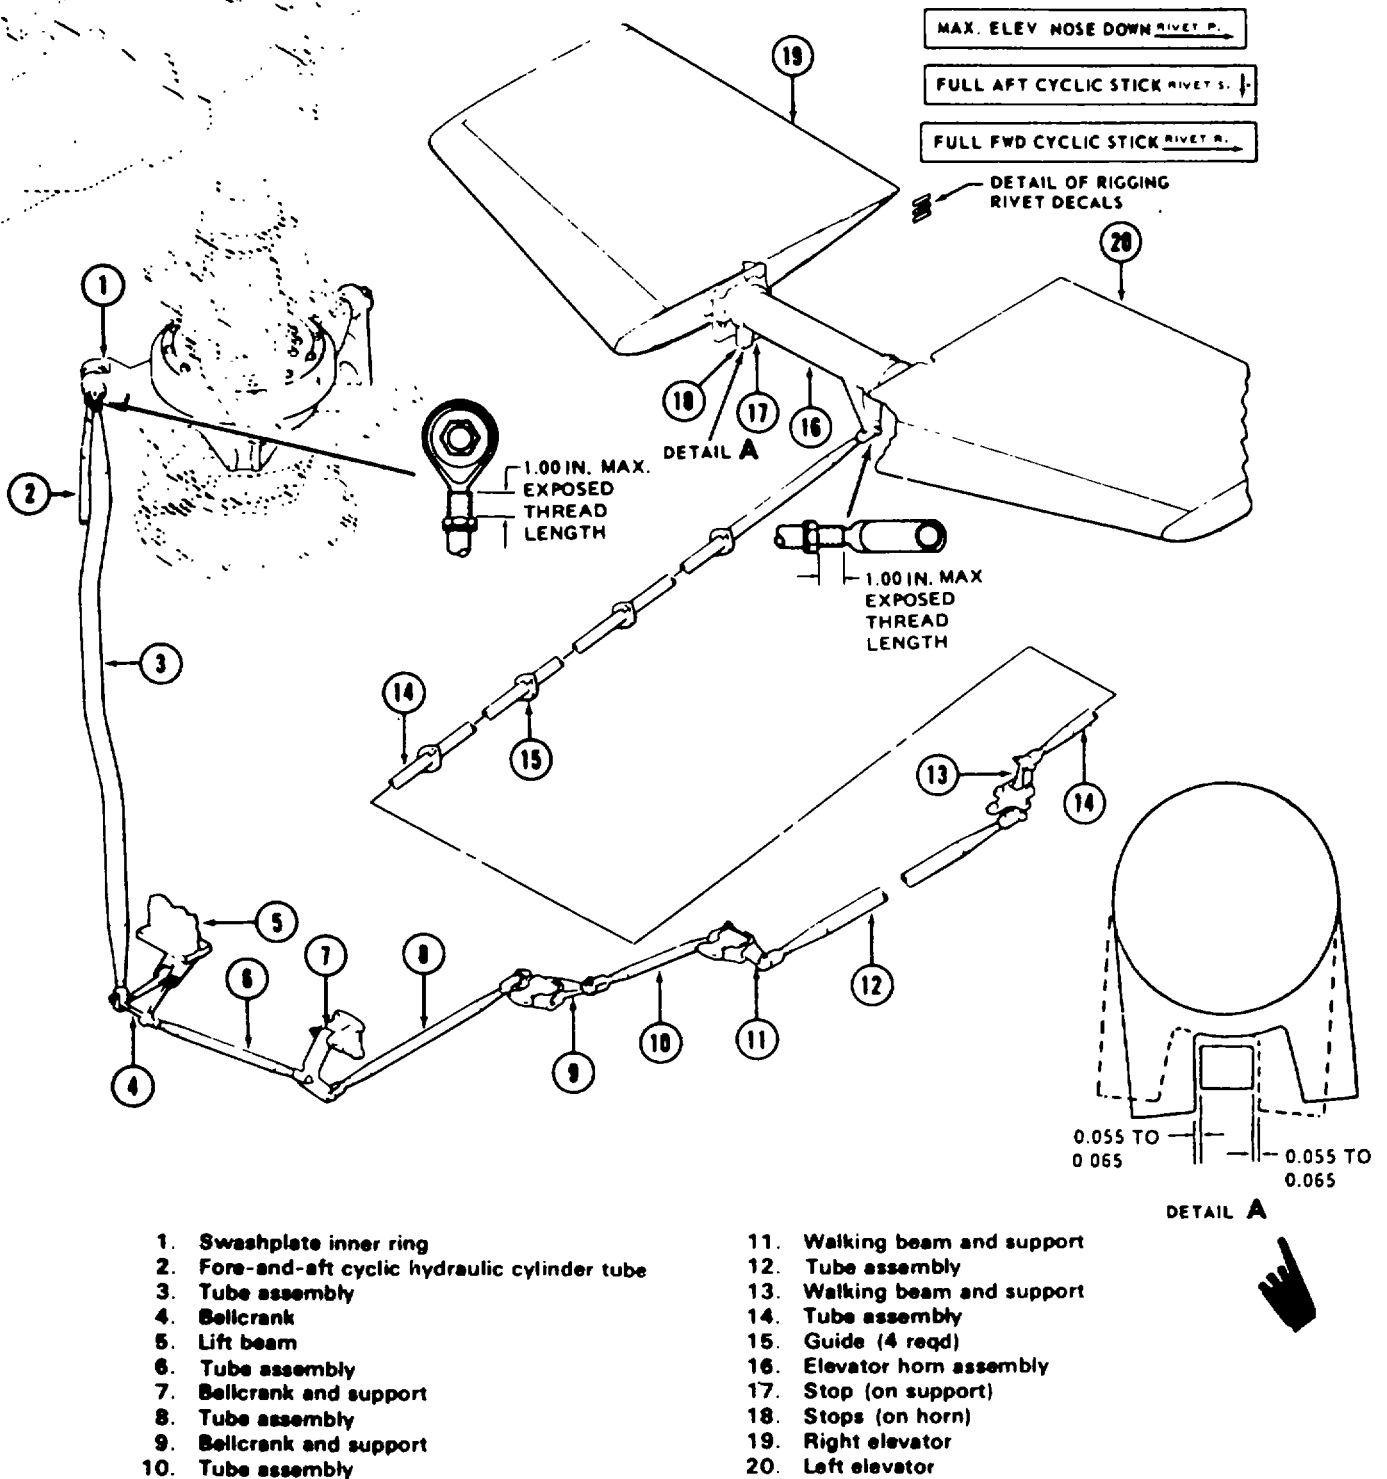 MAX. ELEV NOSE DOWN RIVET P.
FULL AFT CYCLIC STICK RIVET S.
FULL FWD CYCLIC STICK RIVET R.
DETAIL OF RIGGING
RIVET DECALS
19
20
1
2
3
18
17
16
DETAIL A
1.00 IN. MAX.
EXPOSED
THREAD
LENGTH
1.00 IN. MAX
EXPOSED
THREAD
LENGTH
14
15
13
14
5
6
7
8
4
9
10
11
12
0.055 TO
0 065
0.055 TO
0.065
DETAIL A
1. Swashplate inner ring
2. Fore-and-aft cyclic hydraulic cylinder tube
3. Tube assembly
4. Bellcrank
5. Lift beam
6. Tube assembly
7. Bellcrank and support
8. Tube assembly
9. Bellcrank and support
10. Tube assembly
11. Walking beam and support
12. Tube assembly
13. Walking beam and support
14. Tube assembly
15. Guide (4 reqd)
16. Elevator horn assembly
17. Stop (on support)
18. Stops (on horn)
19. Right elevator
20. Left elevator